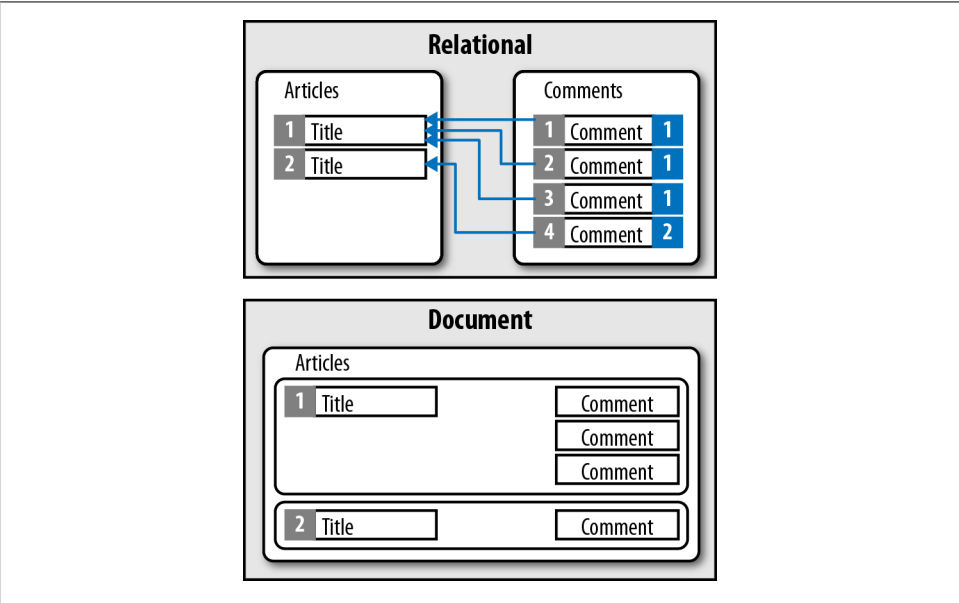 Relational
Articles
1 Title
2 Title
Comments
1 Comment 1
2 Comment 1
3 Comment 1
4 Comment 2
Document
Articles
1 Title
Comment
Comment
Comment
2 Title
Comment